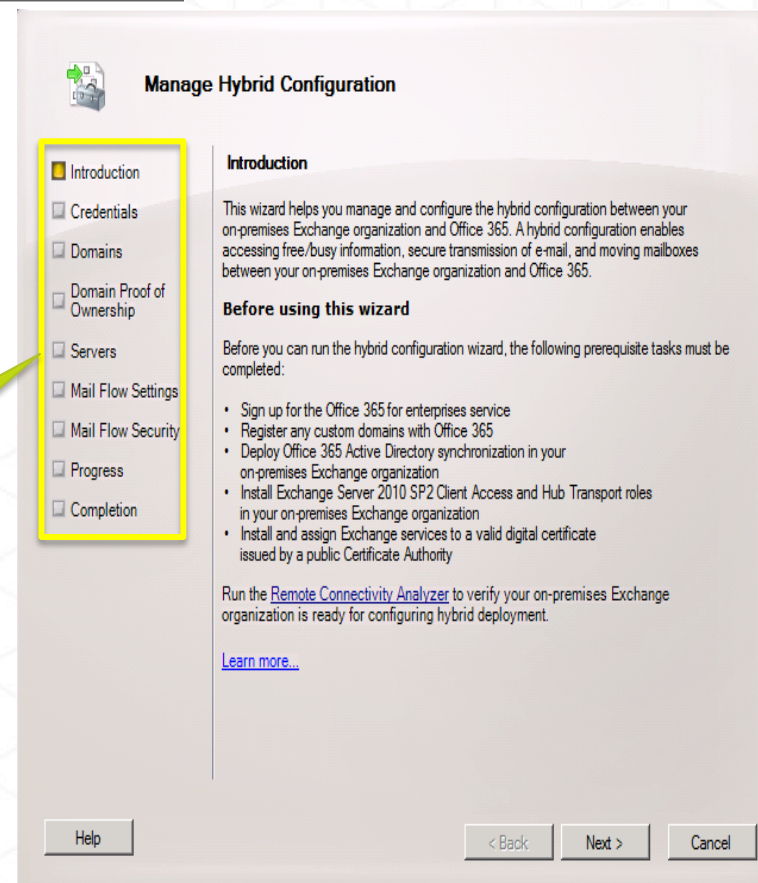 Manage Hybrid Configuration
Introduction
Credentials
Domains
Domain Proof of
Ownership
Servers
Mail Flow Settings
Mail Flow Security
Progress
Completion
Introduction
This wizard helps you manage and configure the hybrid configuration between your
on-premises Exchange organization and Office 365. A hybrid configuration enables
accessing free/busy information, secure transmission of e-mail, and moving mailboxes
between your on-premises Exchange organization and Office 365.
Before using this wizard
Before you can run the hybrid configuration wizard, the following prerequisite tasks must be
completed:
• Sign up for the Office 365 for enterprises service
• Register any custom domains with Office 365
• Deploy Office 365 Active Directory synchronization in your
on-premises Exchange organization
• Install Exchange Server 2010 SP2 Client Access and Hub Transport roles
in your on-premises Exchange organization
• Install and assign Exchange services to a valid digital certificate
issued by a public Certificate Authority
Run the Remote Connectivity Analyzer to verify your on-premises Exchange
organization is ready for configuring hybrid deployment.
Learn more...
Help
< Back
Next >
Cancel